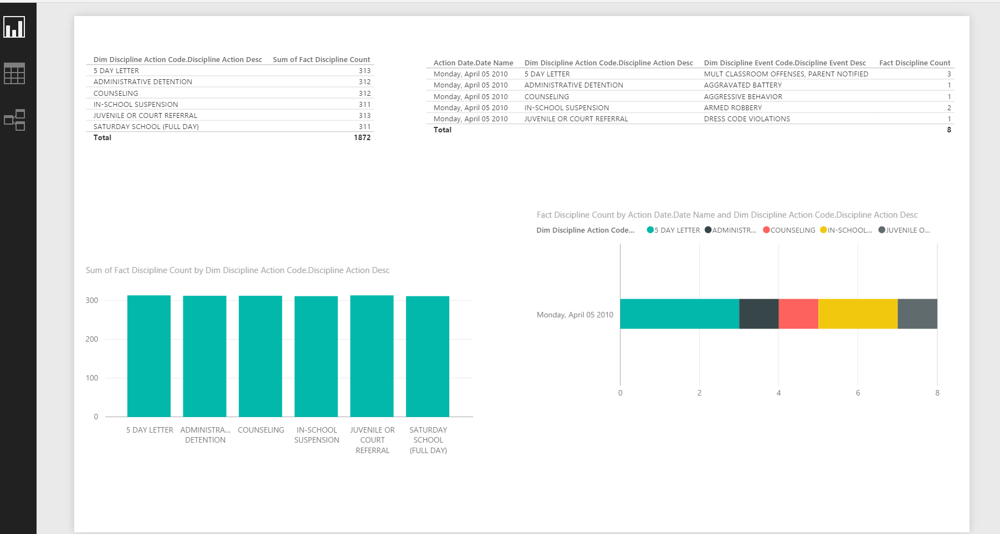 Dim Discipline Action Code.Discipline Action Desc Sum of Fact Discipline Count
5 DAY LETTER 313
ADMINISTRATIVE DETENTION 312
COUNSELING 312
IN-SCHOOL SUSPENSION 311
JUVENILE OR COURT REFERRAL 313
SATURDAY SCHOOL (FULL DAY) 311
Total 1872
Action Date.Date Name Dim Discipline Action Code.Discipline Action Desc Dim Discipline Event Code.Discipline Event Desc Fact Discipline Count
Monday, April 05 2010 5 DAY LETTER MULT CLASSROOM OFFENSES, PARENT NOTIFIED 3
Monday, April 05 2010 ADMINISTRATIVE DETENTION AGGRAVATED BATTERY 1
Monday, April 05 2010 COUNSELING AGGRESSIVE BEHAVIOR 1
Monday, April 05 2010 IN-SCHOOL SUSPENSION ARMED ROBBERY 2
Monday, April 05 2010 JUVENILE OR COURT REFERRAL DRESS CODE VIOLATIONS 1
Total 8
Sum of Fact Discipline Count by Dim Discipline Action Code.Discipline Action Desc
300
200
100
0
5 DAY LETTER ADMINISTRA... COUNSELING IN-SCHOOL JUVENILE OR SATURDAY
DETENTION SUSPENSION COURT SCHOOL
REFERRAL (FULL DAY)
Fact Discipline Count by Action Date.Date Name and Dim Discipline Action Code.Discipline Action Desc
Dim Discipline Action Code... 5 DAY LETTER ADMINISTR... COUNSELING IN-SCHOOL... JUVENILE O...
Monday, April 05 2010
0 2 4 6 8